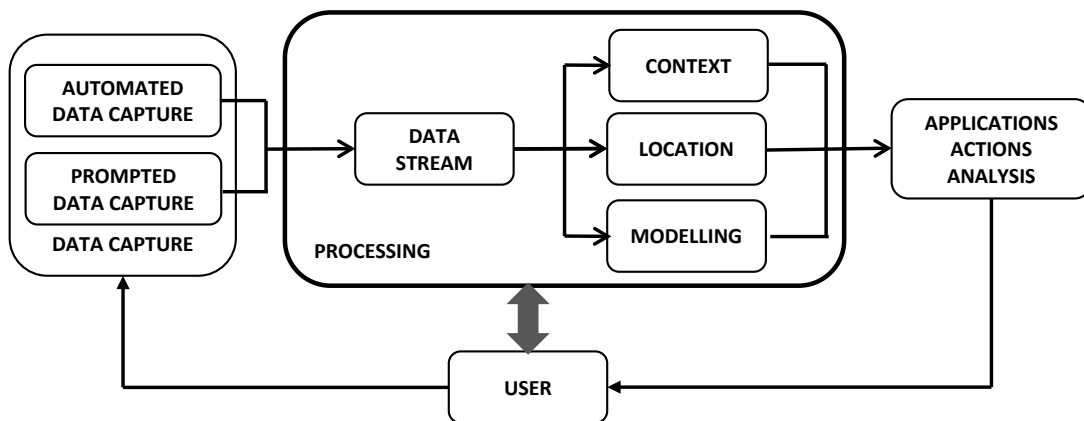 AUTOMATED
DATA CAPTURE
PROMPTED
DATA CAPTURE
DATA CAPTURE
PROCESSING
DATA
STREAM
CONTEXT
LOCATION
MODELLING
APPLICATIONS
ACTIONS
ANALYSIS
USER